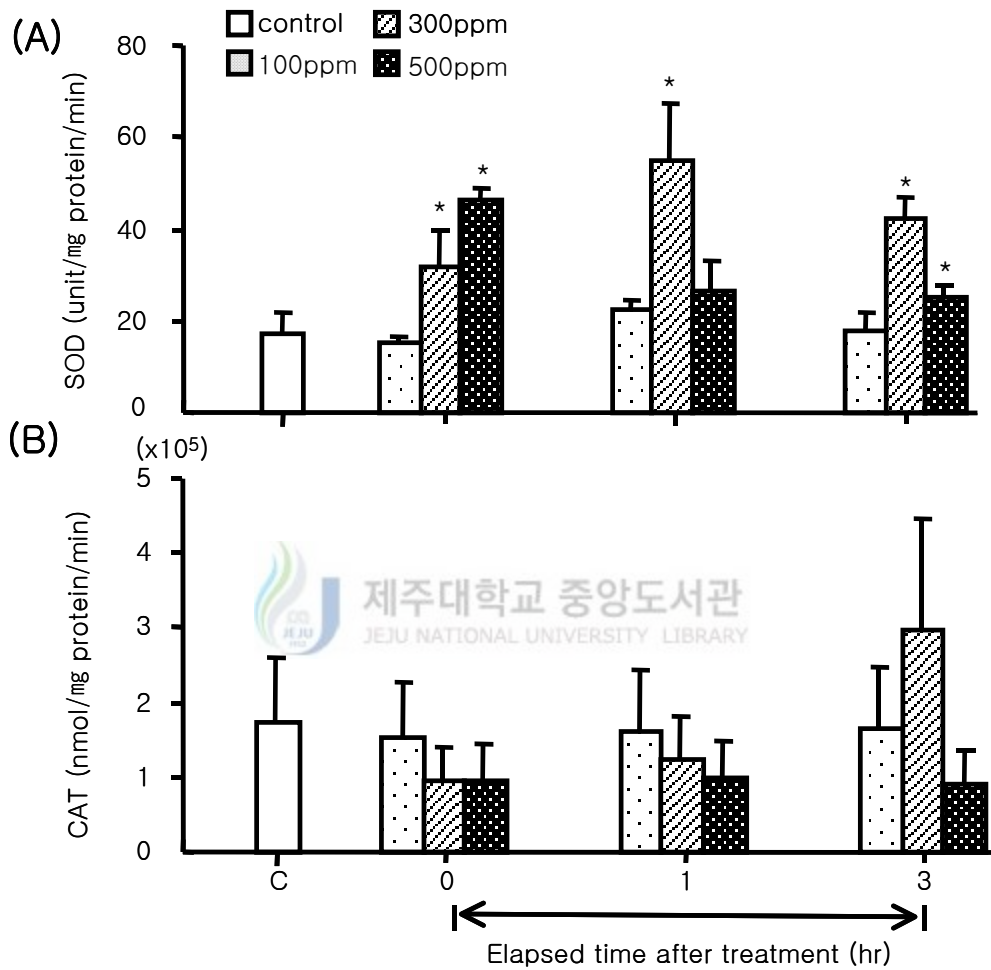 (A)
control
300ppm
100ppm
500ppm
SOD (unit/㎎ protein/min)
80
60
40
20
0
*
*
*
*
*
(B)
(x10⁵)
CAT (nmol/㎎ protein/min)
5
4
3
2
1
0
JEJU
제주대학교 중앙도서관
JEJU NATIONAL UNIVERSITY LIBRARY
C 0 1 3
Elapsed time after treatment (hr)